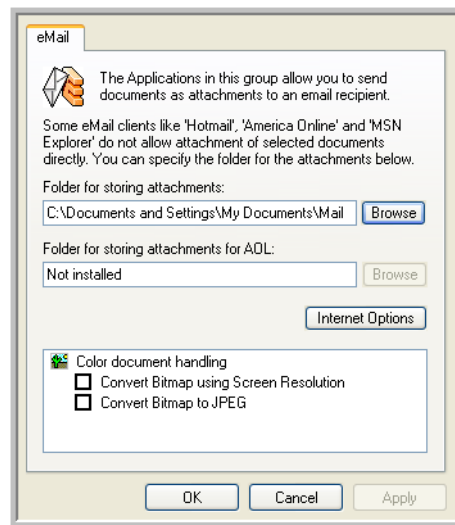 eMail
The Applications in this group allow you to send
documents as attachments to an email recipient.
Some eMail clients like 'Hotmail', 'America Online' and 'MSN
Explorer' do not allow attachment of selected documents
directly. You can specify the folder for the attachments below.
Folder for storing attachments:
C:\Documents and Settings\My Documents\Mail Browse
Folder for storing attachments for AOL:
Not installed Browse
Internet Options
Color document handling
Convert Bitmap using Screen Resolution
Convert Bitmap to JPEG
OK Cancel Apply